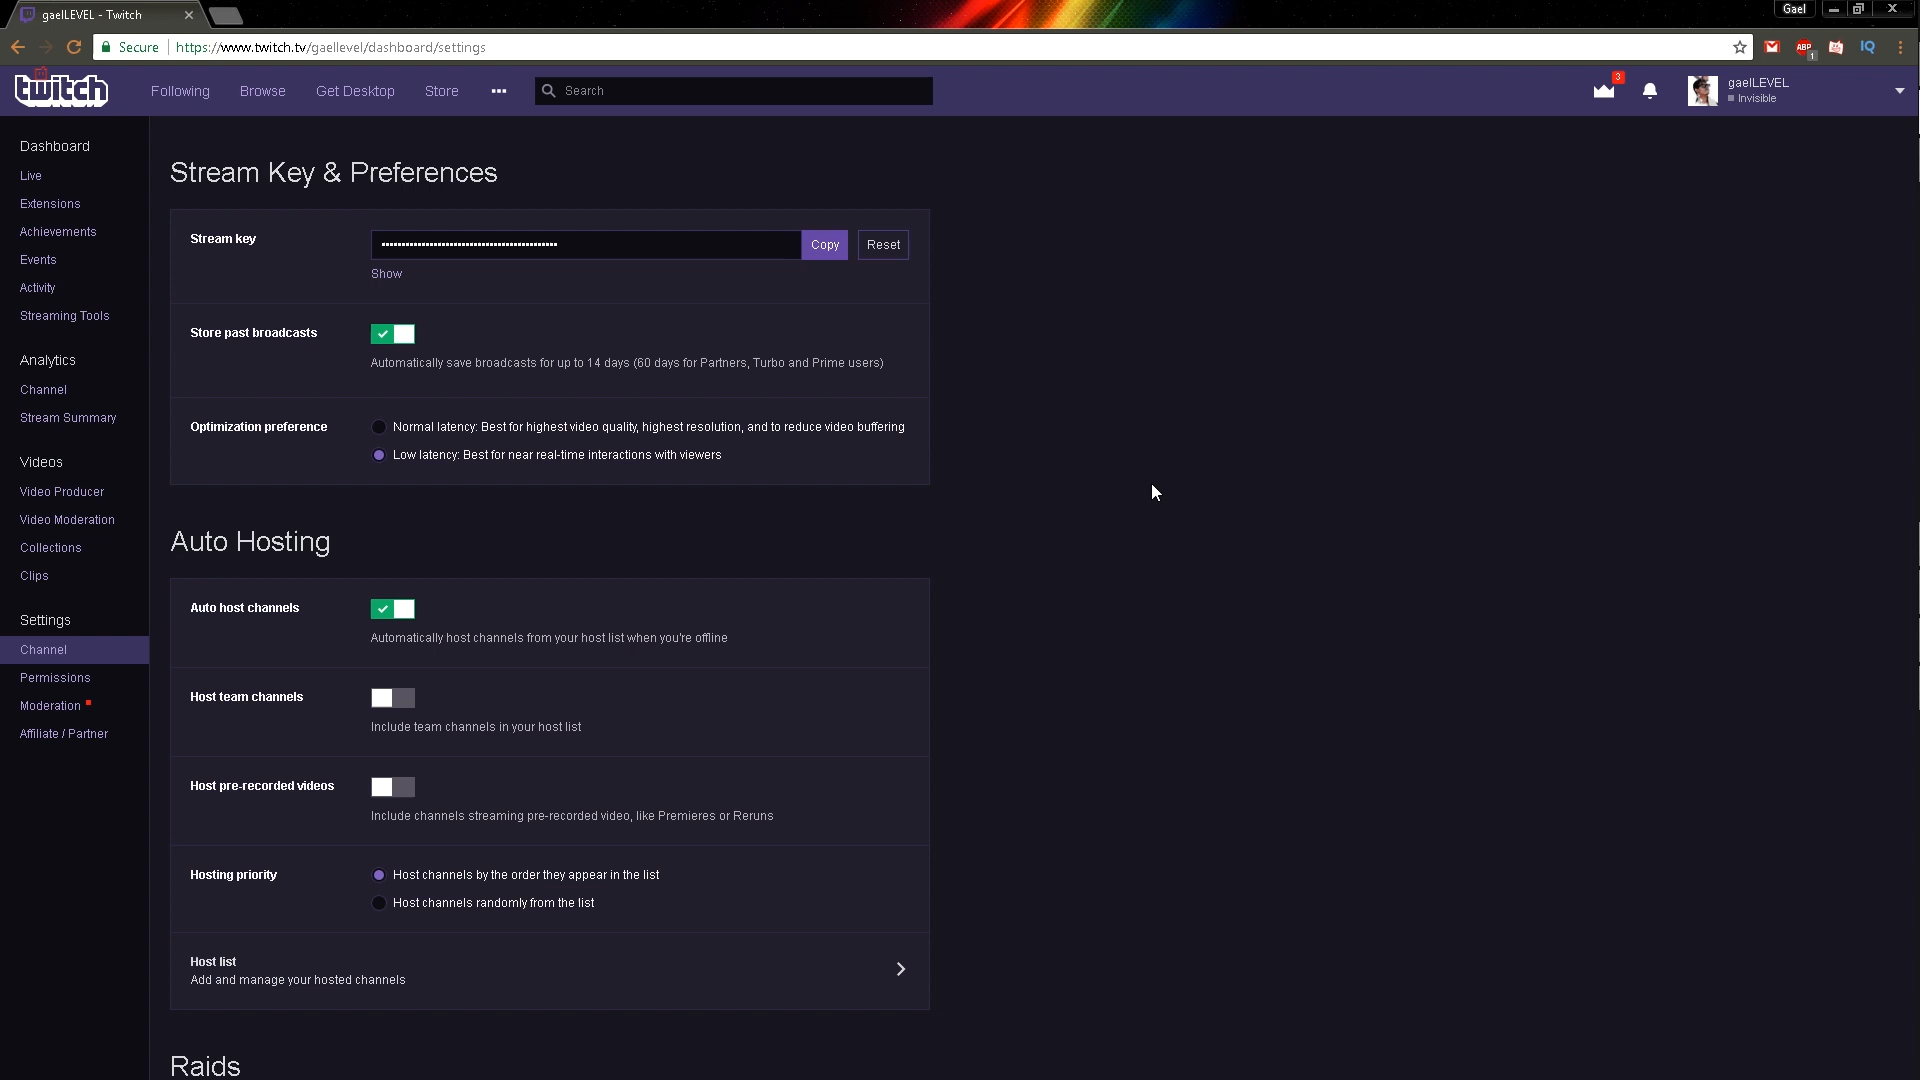 gaelLEVEL - Twitch
Gael
Secure
https://www.twitch.tv/gaellevel/dashboard/settings
ABP
1
IQ
twitch
Following
Browse
Get Desktop
Store
Search
3
gaelLEVEL
Invisible
Dashboard
Live
Extensions
Achievements
Events
Activity
Streaming Tools
Analytics
Channel
Stream Summary
Videos
Video Producer
Video Moderation
Collections
Clips
Settings
Channel
Permissions
Moderation
Affiliate / Partner
Stream Key & Preferences
Stream key
Copy
Reset
Show
Store past broadcasts
Automatically save broadcasts for up to 14 days (60 days for Partners, Turbo and Prime users)
Optimization preference
Normal latency: Best for highest video quality, highest resolution, and to reduce video buffering
Low latency: Best for near real-time interactions with viewers
Auto Hosting
Auto host channels
Automatically host channels from your host list when you're offline
Host team channels
Include team channels in your host list
Host pre-recorded videos
Include channels streaming pre-recorded video, like Premieres or Reruns
Hosting priority
Host channels by the order they appear in the list
Host channels randomly from the list
Host list
Add and manage your hosted channels
Raids